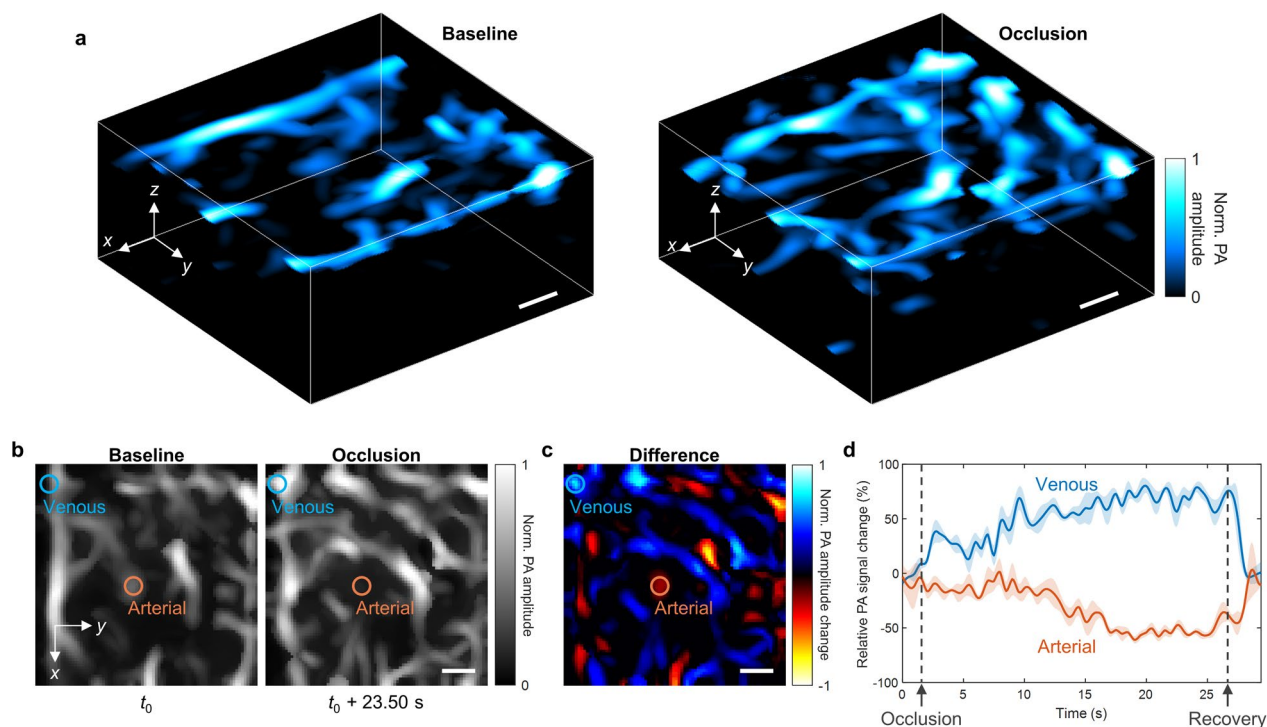 a
Baseline
Occlusion
z
x
y
z
x
y
1
Norm. PA
amplitude
0
b
Baseline
Occlusion
Venous
Arterial
y
x
t0
Venous
Arterial
t0 + 23.50 s
1
Norm. PA amplitude
0
c
Difference
Venous
Arterial
1
Norm. PA amplitude change
-1
d
Relative PA signal change (%)
100
50
0
-50
-100
Venous
Arterial
0 5 10 15 20 25
Time (s)
Occlusion
Recovery